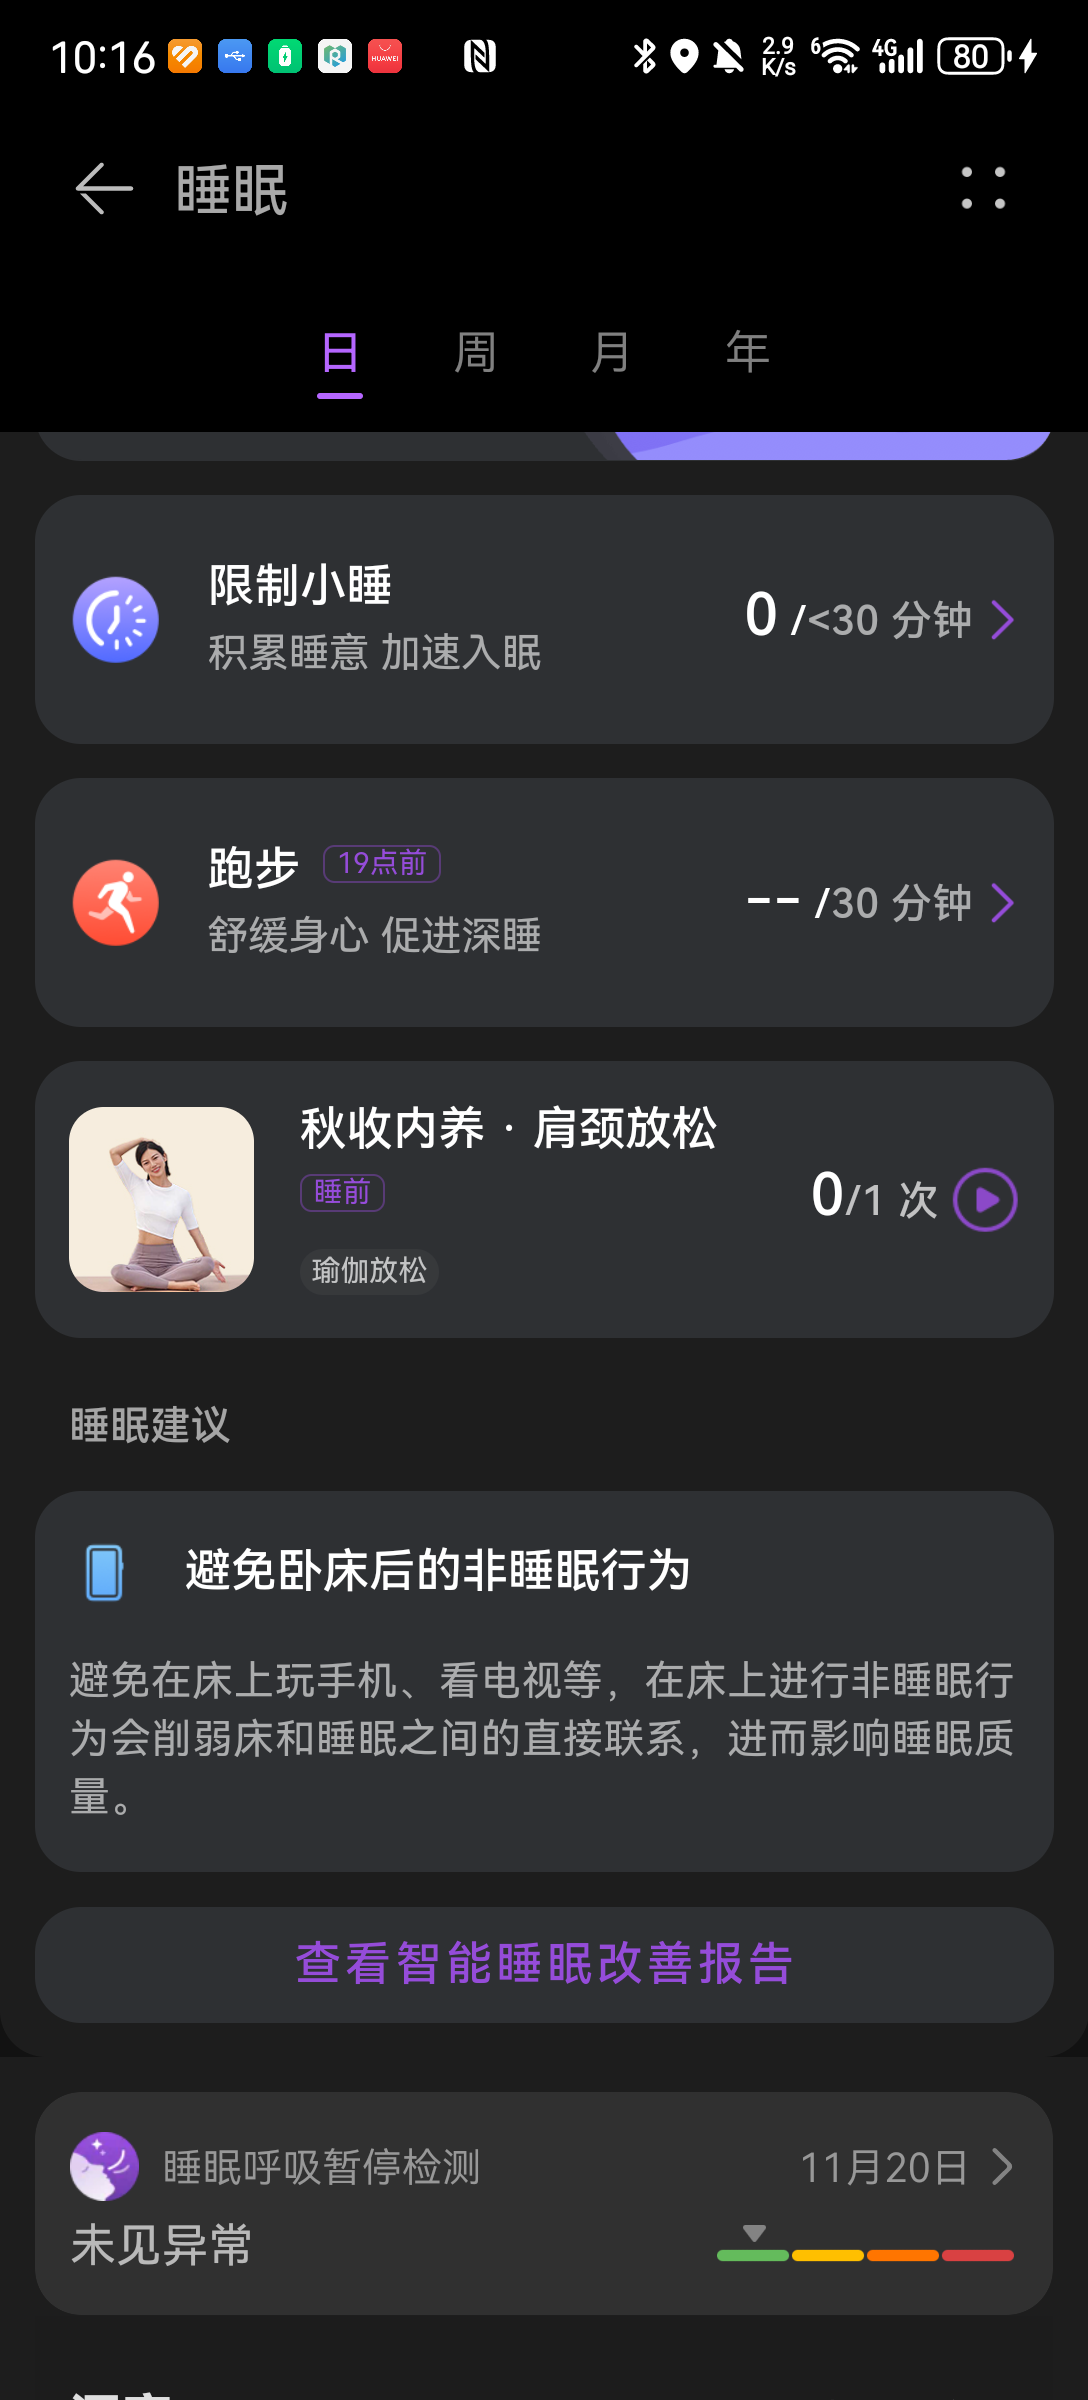 10:16
HUAWEI
2.9 K/s
6
4G
80
睡眠
日 周 月 年
限制小睡
积累睡意 加速入眠
0 /<30 分钟
跑步 19点前
舒缓身心 促进深睡
-- /30 分钟
秋收内养 · 肩颈放松
睡前
瑜伽放松
0/1 次
睡眠建议
避免卧床后的非睡眠行为
避免在床上玩手机、看电视等，在床上进行非睡眠行
为会削弱床和睡眠之间的直接联系，进而影响睡眠质
量。
查看智能睡眠改善报告
睡眠呼吸暂停检测
11月20日
未见异常